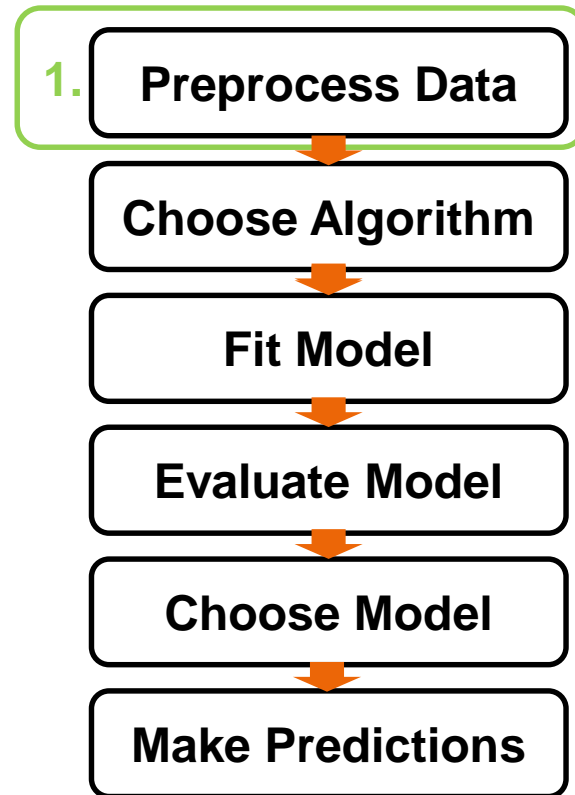 1. Preprocess Data
Choose Algorithm
Fit Model
Evaluate Model
Choose Model
Make Predictions